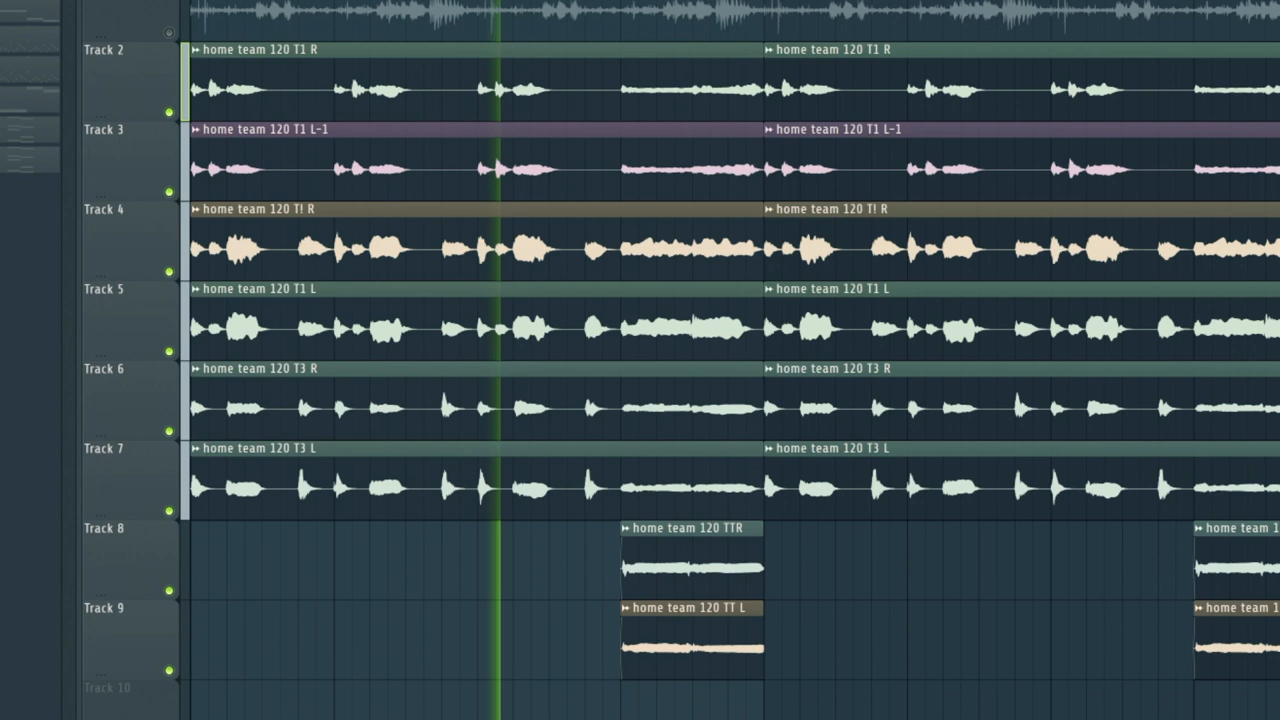 Track 2
home team 120 T1 R
home team 120 T1 R
Track 3
home team 120 T1 L-1
home team 120 T1 L-1
Track 4
home team 120 T! R
home team 120 T! R
Track 5
home team 120 T1 L
home team 120 T1 L
Track 6
home team 120 T3 R
home team 120 T3 R
Track 7
home team 120 T3 L
home team 120 T3 L
Track 8
home team 120 TTR
home team 1
Track 9
home team 120 TT L
home team 1
Track 10